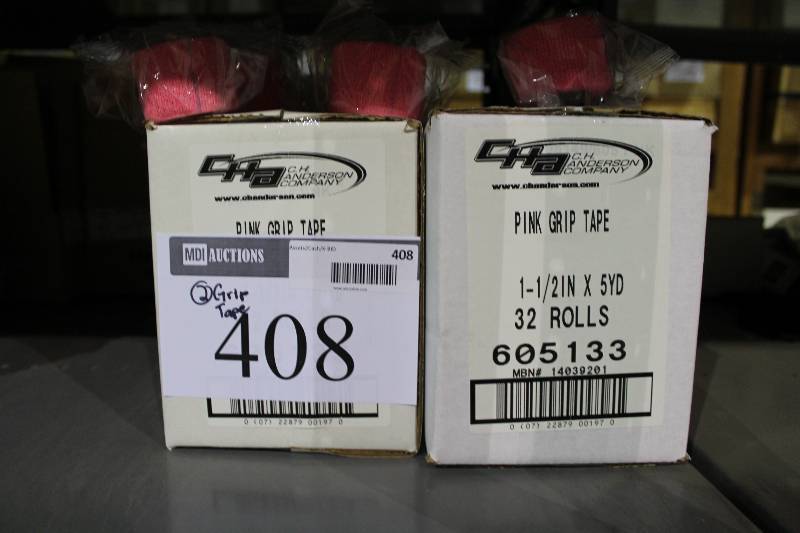 CHA C.H.
ANDERSON
COMPANY
www.chanderson.com
PINK GRIP TAPE
MDI AUCTIONS
408
② Grip
Tape
408
0 (07) 22879 00197 0
CHA C.H.
ANDERSON
COMPANY
www.chanderson.com
PINK GRIP TAPE
1-1/2IN X 5YD
32 ROLLS
605133
MBN# 14039201
0 (07) 22879 00197 0